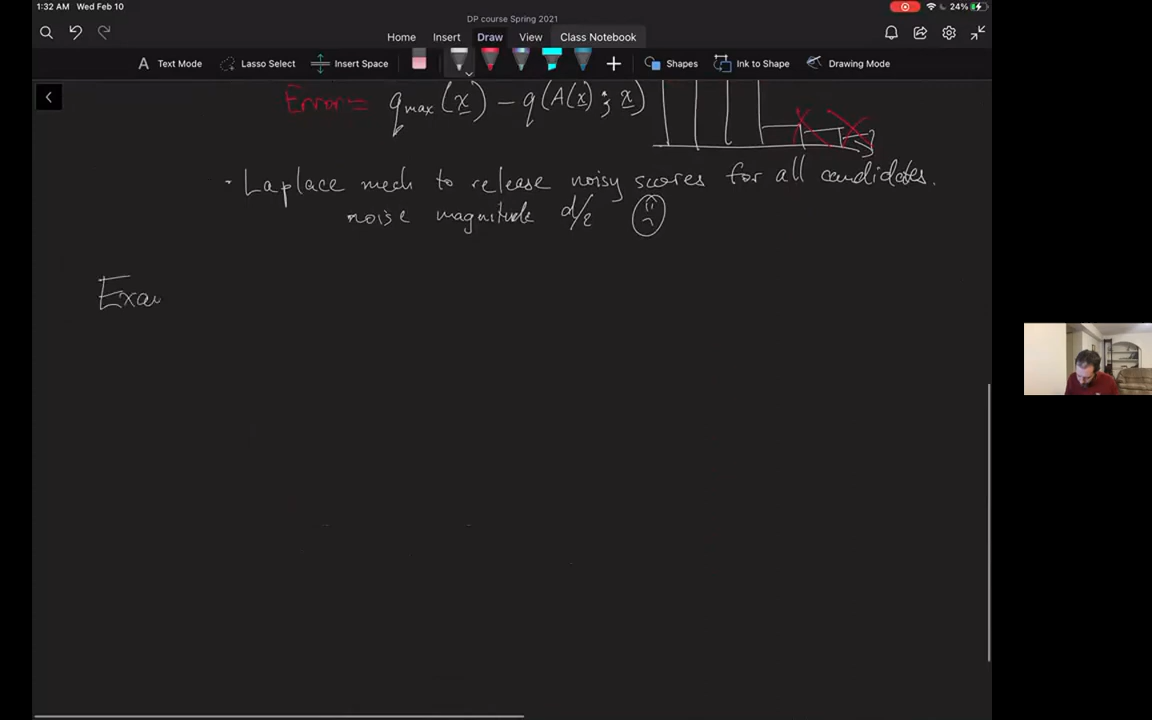 1:32 AM Wed Feb 10
24%
DP course Spring 2021
Home Insert Draw View Class Notebook
A Text Mode Lasso Select Insert Space Shapes Ink to Shape Drawing Mode
Error = q_max(x) − q(A(x); x)
· Laplace mech to release noisy scores for all candidates.
noise magnitude d/ε
Exam